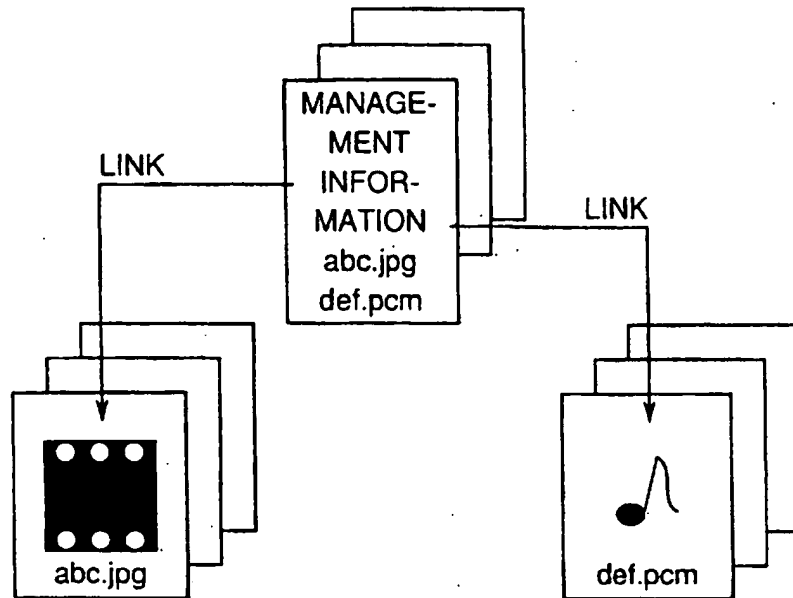 MANAGE-
MENT
INFOR-
MATION
abc.jpg
def.pcm
LINK
LINK
abc.jpg
def.pcm